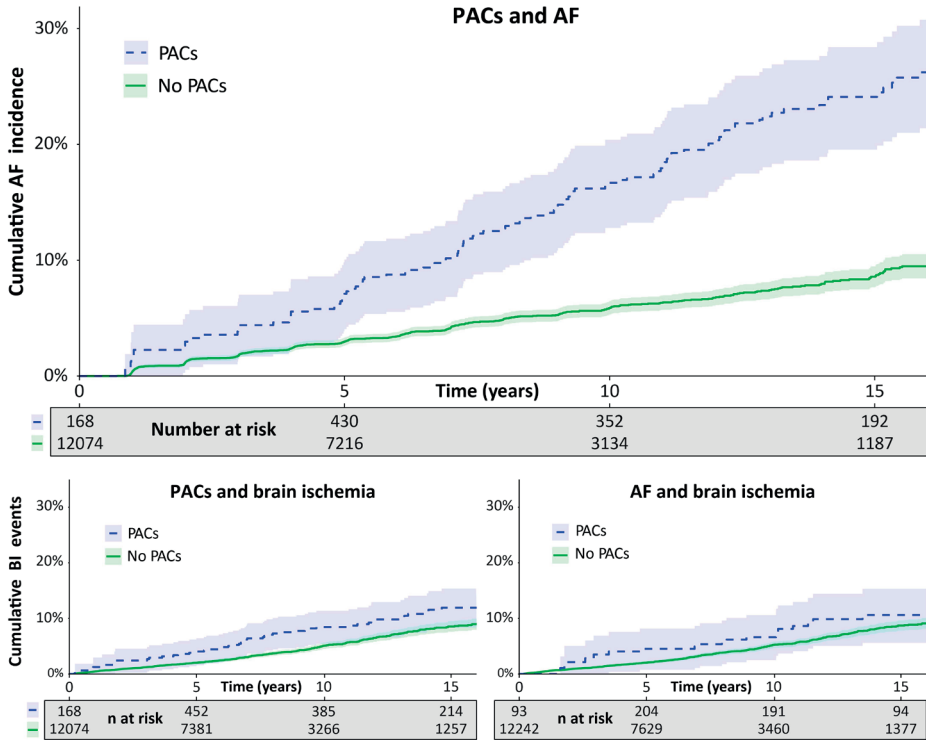 PACs and AF
30%
PACs
No PACs
20%
10%
0%
Cumulative AF incidence
0 5 10 15
Time (years)
168 430 352 192
Number at risk
12074 7216 3134 1187
PACs and brain ischemia
30%
PACs
No PACs
20%
10%
0%
Cumulative BI events
0 5 10 15
Time (years)
168 452 385 214
n at risk
12074 7381 3266 1257
AF and brain ischemia
30%
PACs
No PACs
20%
10%
0%
0 5 10 15
Time (years)
93 204 191 94
n at risk
12242 7629 3460 1377